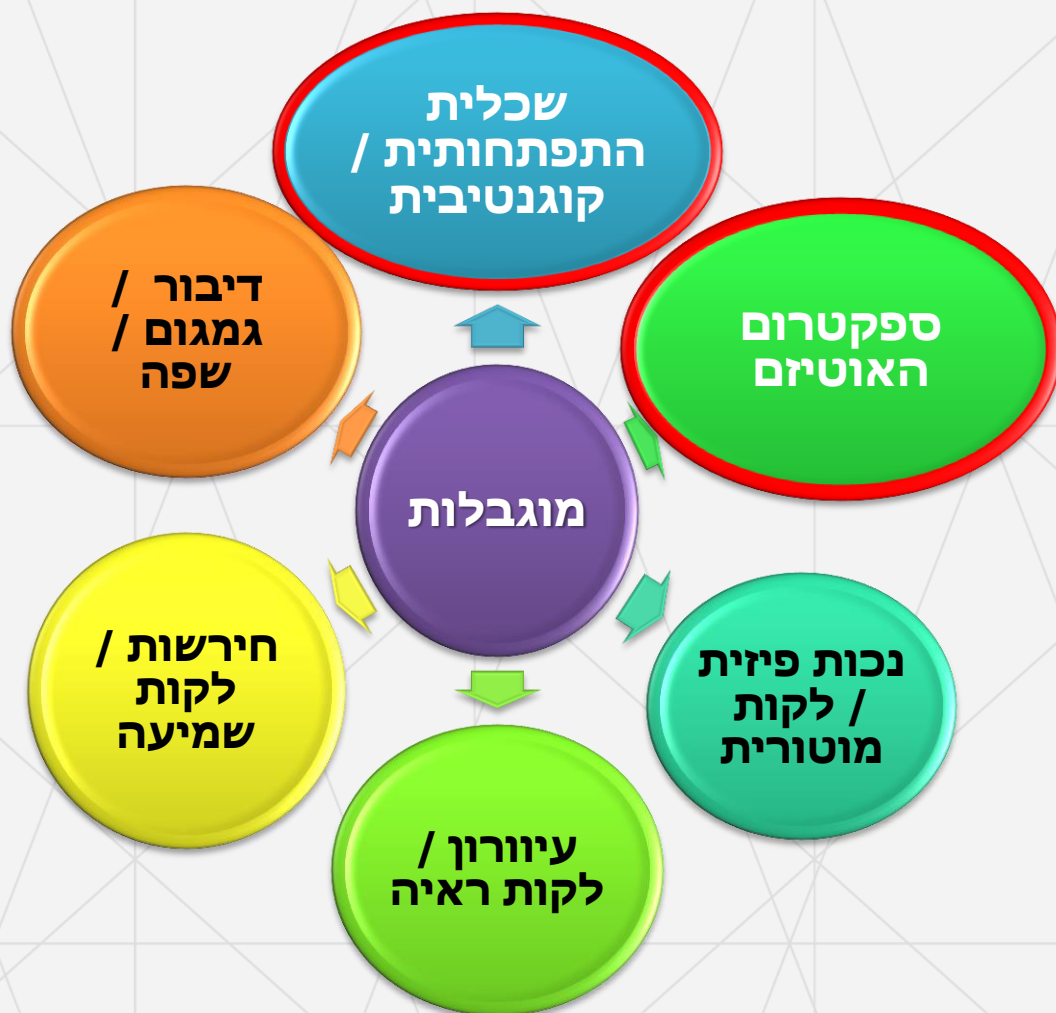 שכלית
התפתחותית /
קוגנטיבית
ספקטרום
האוטיזם
נכות פיזית
/ לקות
מוטורית
עיוורון /
לקות ראיה
חירשות /
לקות
שמיעה
דיבור /
גמגום /
שפה
מוגבלות